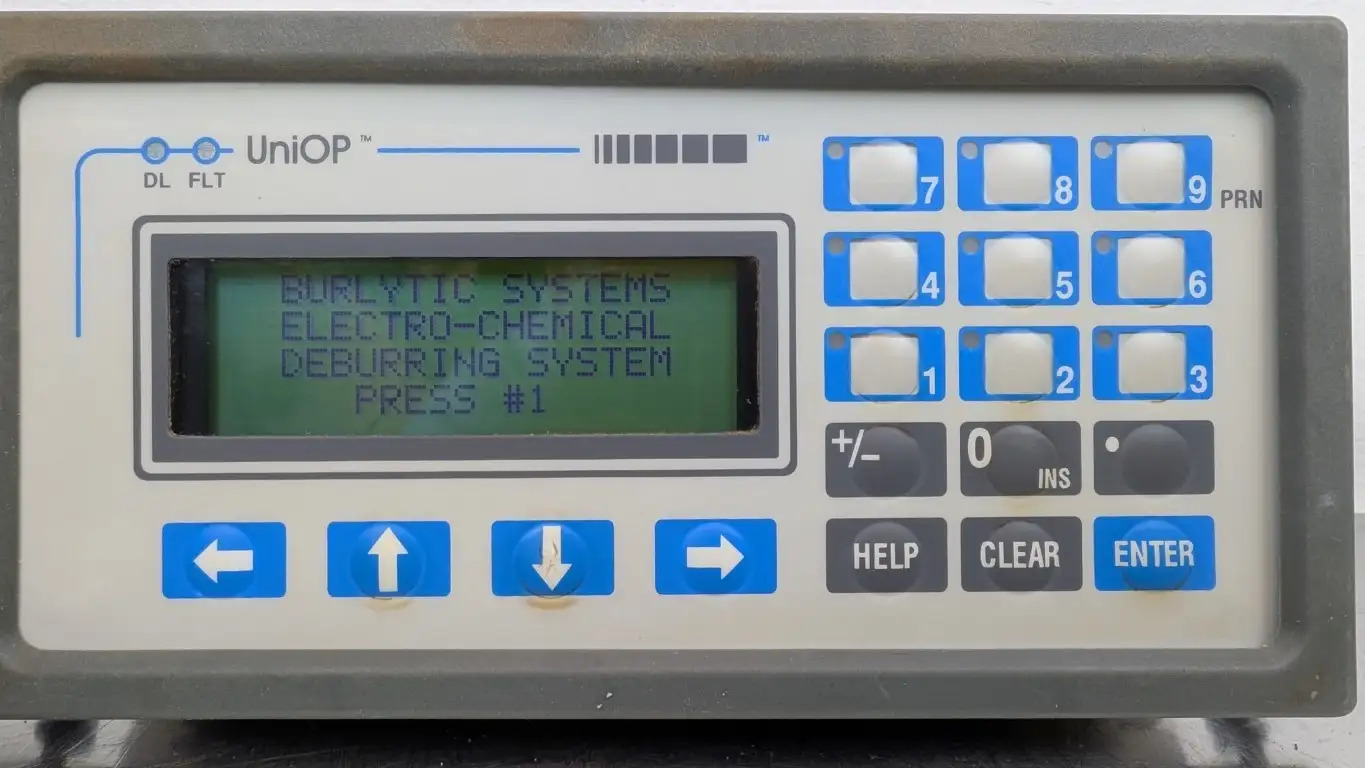 UniOP™
™
DL FLT
BURLYTIC SYSTEMS
ELECTRO-CHEMICAL
DEBURRING SYSTEM
PRESS #1
7 8 9 PRN
4 5 6
1 2 3
+/- 0 INS •
HELP CLEAR ENTER